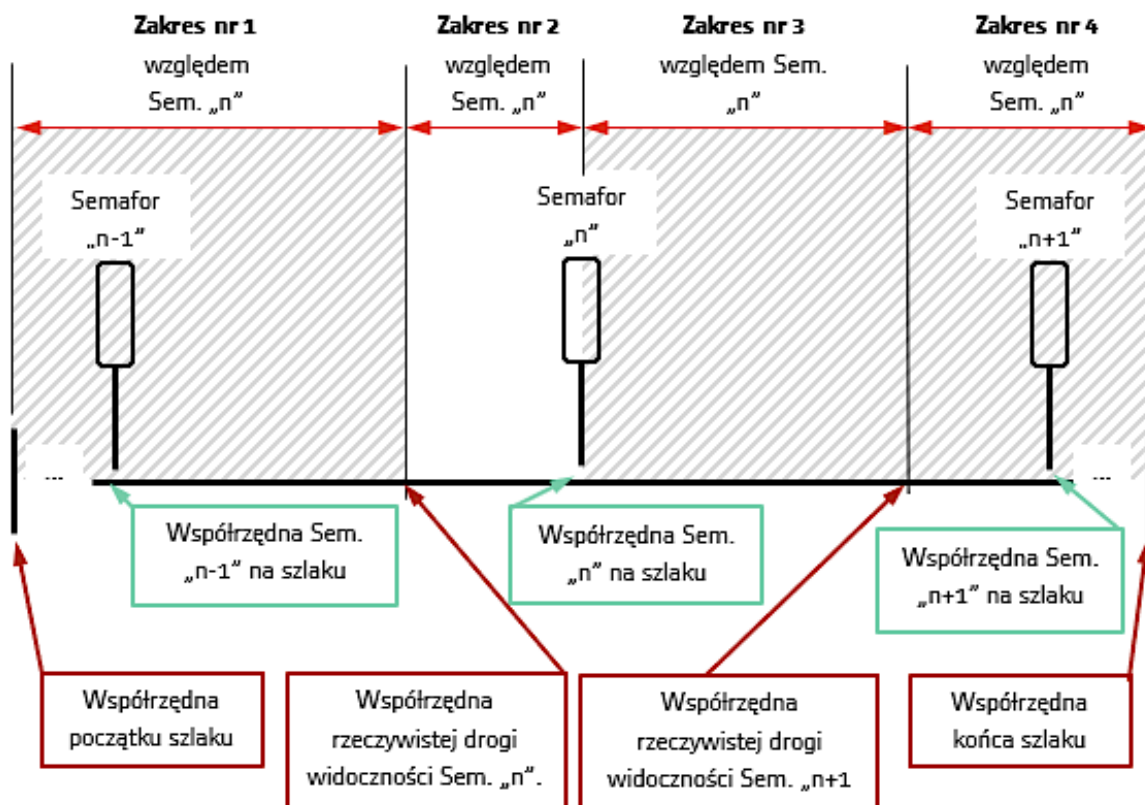 Zakres nr 1
względem
Sem. „n”
Zakres nr 2
względem
Sem. „n”
Zakres nr 3
względem Sem.
„n”
Zakres nr 4
względem
Sem. „n”
Semafor
„n-1”
Semafor
„n”
Semafor
„n+1”
...
...
Współrzędna Sem.
„n-1” na szlaku
Współrzędna Sem.
„n” na szlaku
Współrzędna Sem.
„n+1” na szlaku
Współrzędna
początku szlaku
Współrzędna
rzeczywistej drogi
widoczności Sem. „n”.
Współrzędna
rzeczywistej drogi
widoczności Sem. „n+1
Współrzędna
końca szlaku